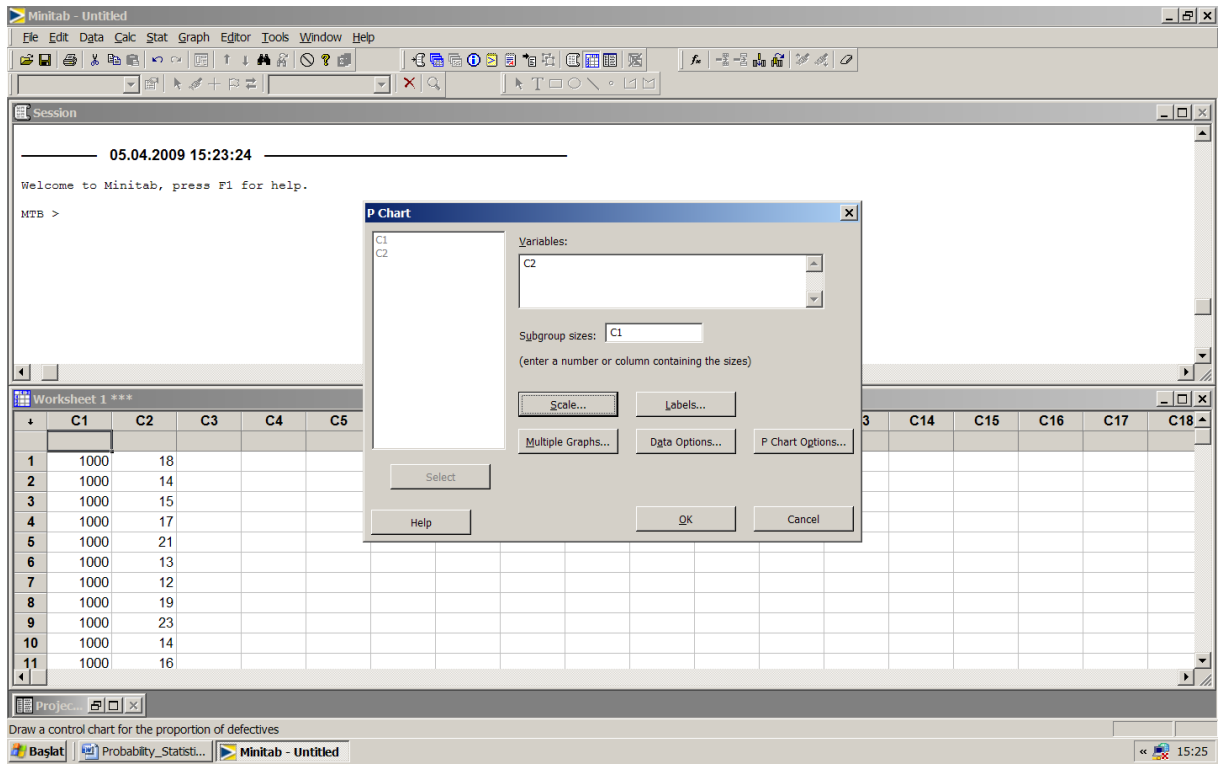 Minitab - Untitled
File Edit Data Calc Stat Graph Editor Tools Window Help
Session
05.04.2009 15:23:24
Welcome to Minitab, press F1 for help.
MTB >
P Chart
C1
C2
Variables:
C2
Subgroup sizes: C1
(enter a number or column containing the sizes)
Scale... Labels...
Multiple Graphs... Data Options... P Chart Options...
Select
Help OK Cancel
Worksheet 1 ***
C1 C2 C3 C4 C5 3 C14 C15 C16 C17 C18
1 1000 18
2 1000 14
3 1000 15
4 1000 17
5 1000 21
6 1000 13
7 1000 12
8 1000 19
9 1000 23
10 1000 14
11 1000 16
Projec...
Draw a control chart for the proportion of defectives
Başlat Probability_Statisti... Minitab - Untitled « 15:25